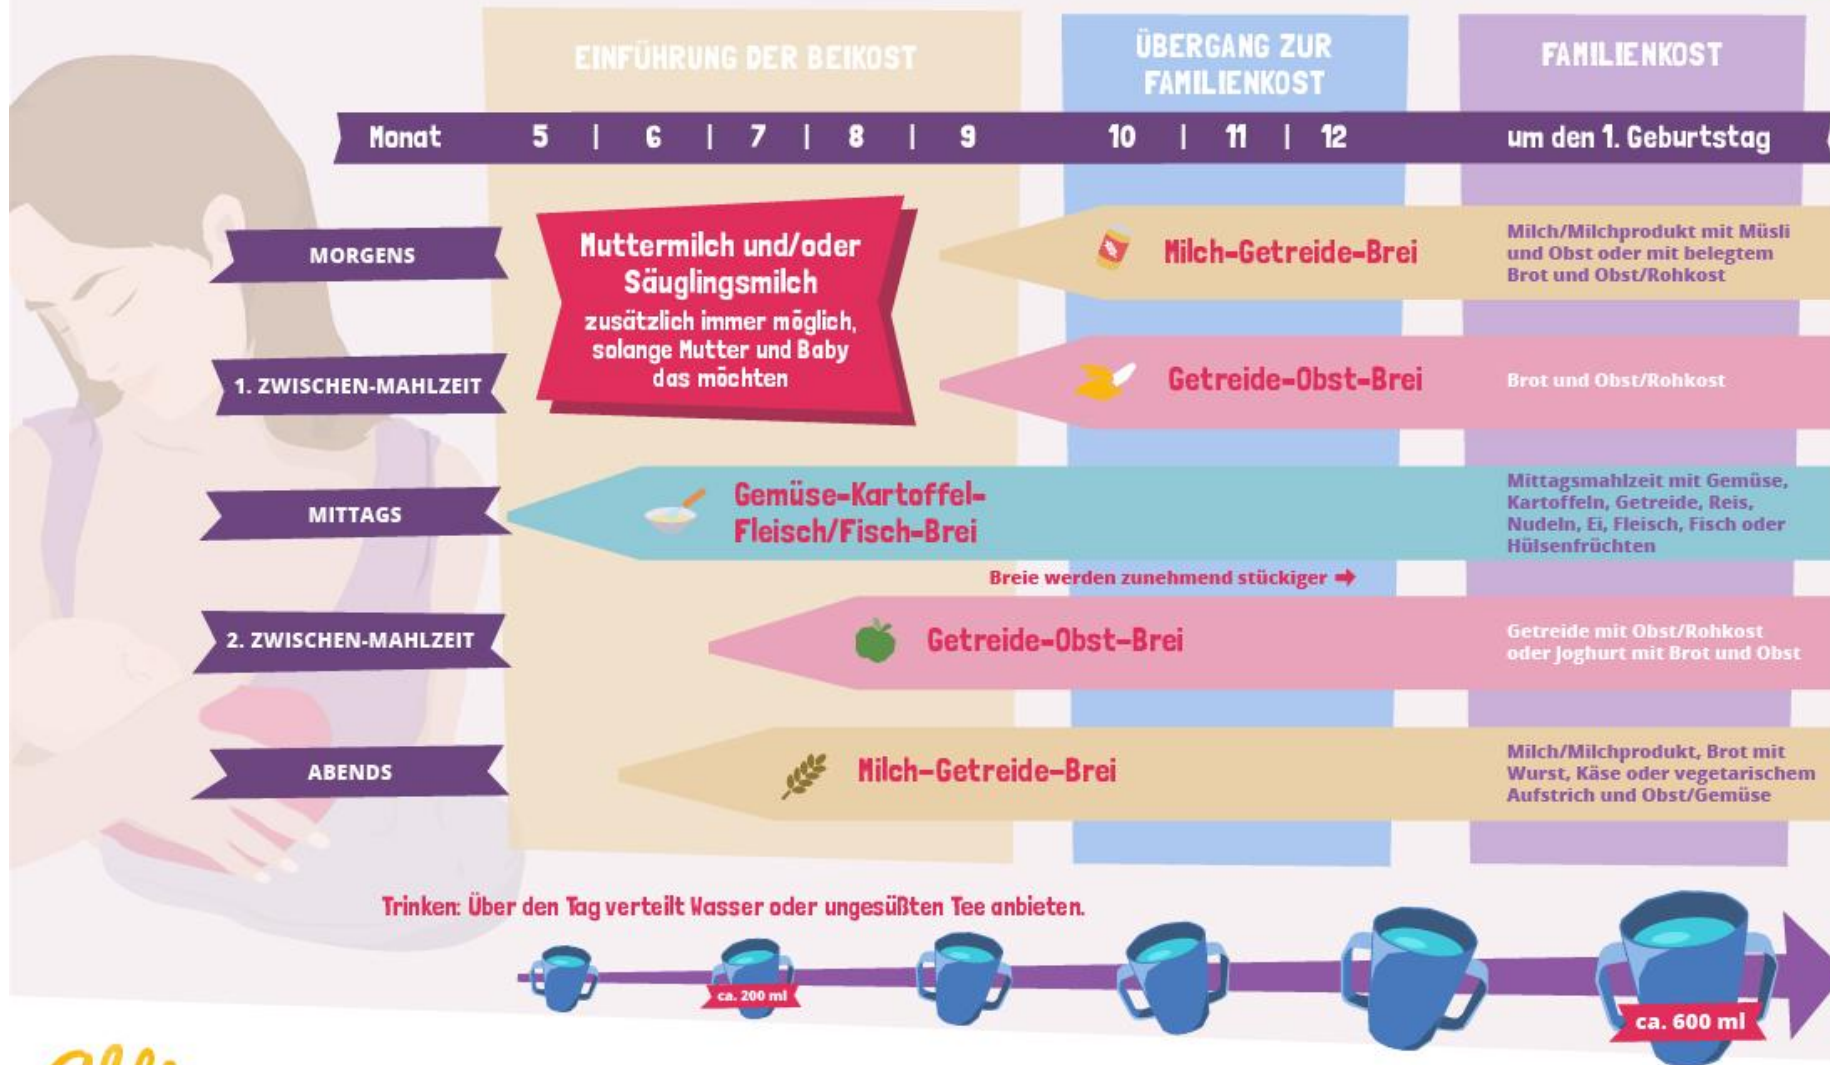 EINFÜHRUNG DER BEIKOST
ÜBERGANG ZUR
FAMILIENKOST
FAMILIENKOST
Monat 5 | 6 | 7 | 8 | 9 10 | 11 | 12 um den 1. Geburtstag
MORGENS
Muttermilch und/oder
Säuglingsmilch
zusätzlich immer möglich,
solange Mutter und Baby
das möchten
Milch-Getreide-Brei
Milch/Milchprodukt mit Müsli
und Obst oder mit belegtem
Brot und Obst/Rohkost
1. ZWISCHEN-MAHLZEIT
Getreide-Obst-Brei
Brot und Obst/Rohkost
MITTAGS
Gemüse-Kartoffel-
Fleisch/Fisch-Brei
Mittagsmahlzeit mit Gemüse,
Kartoffeln, Getreide, Reis,
Nudeln, Ei, Fleisch, Fisch oder
Hülsenfrüchten
Breie werden zunehmend stückiger ➡
2. ZWISCHEN-MAHLZEIT
Getreide-Obst-Brei
Getreide mit Obst/Rohkost
oder Joghurt mit Brot und Obst
ABENDS
Milch-Getreide-Brei
Milch/Milchprodukt, Brot mit
Wurst, Käse oder vegetarischem
Aufstrich und Obst/Gemüse
Trinken: Über den Tag verteilt Wasser oder ungesüßten Tee anbieten.
ca. 200 ml
ca. 600 ml